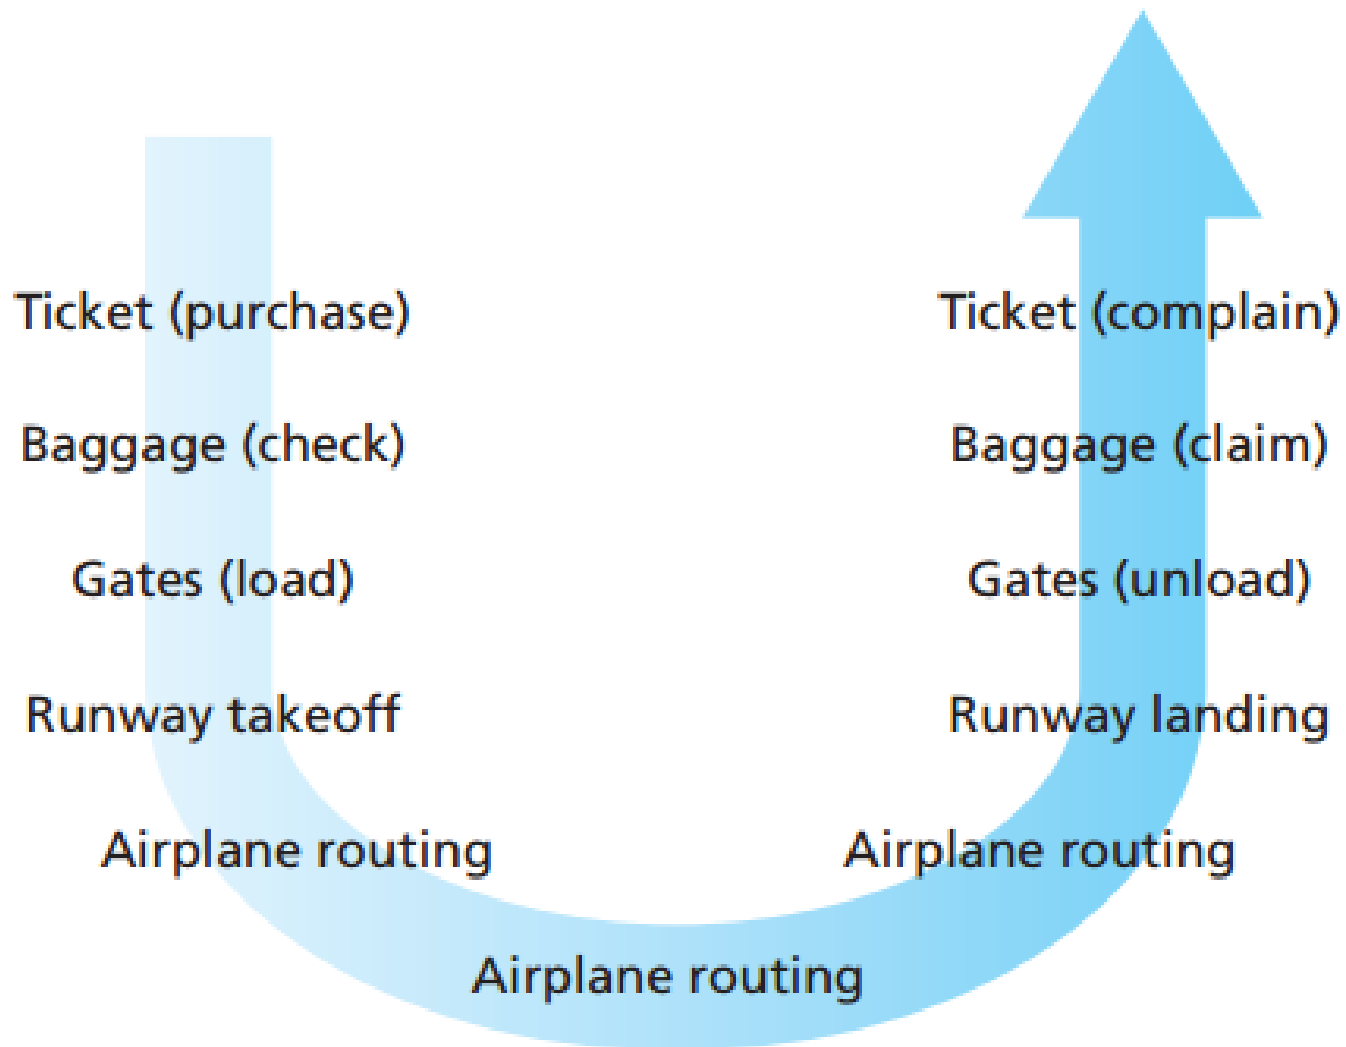 Ticket (purchase)
Baggage (check)
Gates (load)
Runway takeoff
Airplane routing
Airplane routing
Airplane routing
Runway landing
Gates (unload)
Baggage (claim)
Ticket (complain)